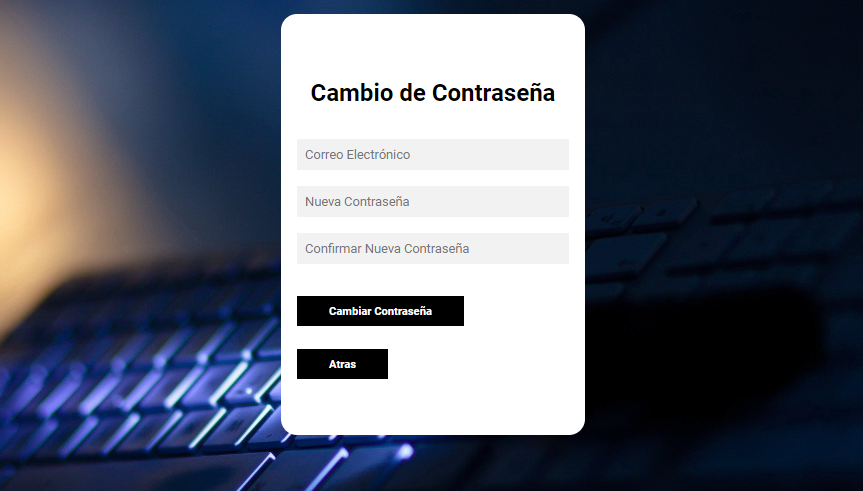 Cambio de Contraseña
Correo Electrónico
Nueva Contraseña
Confirmar Nueva Contraseña
Cambiar Contraseña
Atras